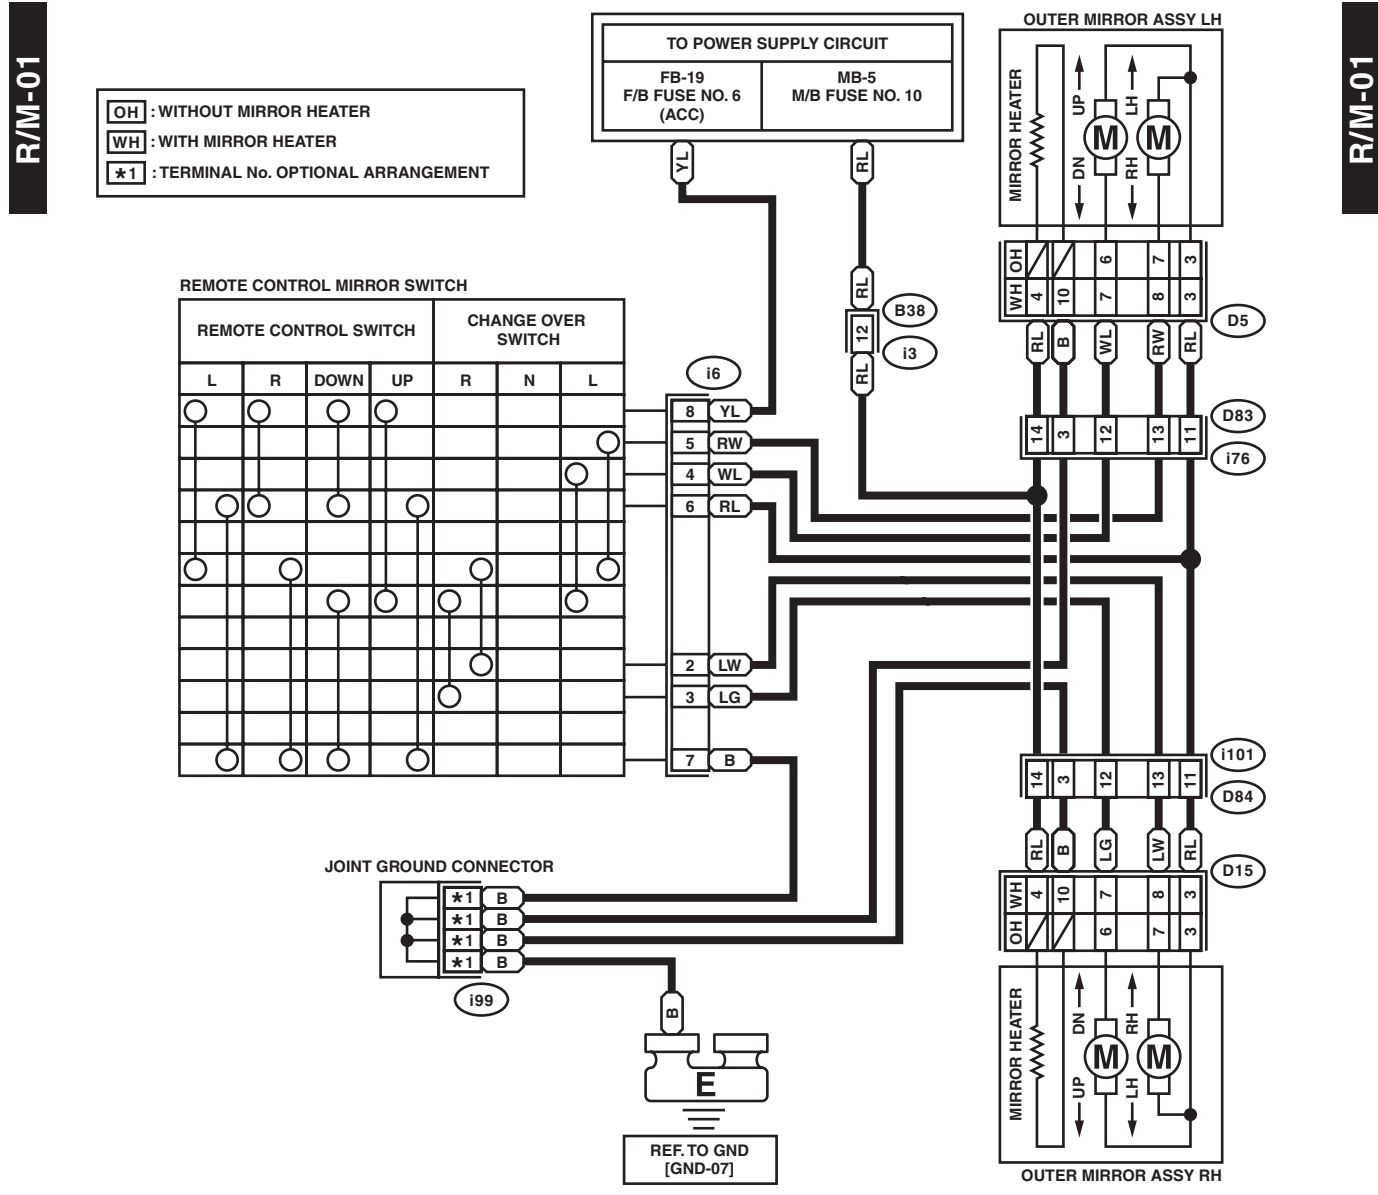 R/M-01
R/M-01
OH : WITHOUT MIRROR HEATER
WH : WITH MIRROR HEATER
*1 : TERMINAL No. OPTIONAL ARRANGEMENT
TO POWER SUPPLY CIRCUIT
FB-19
F/B FUSE NO. 6
(ACC)
MB-5
M/B FUSE NO. 10
YL
RL
OUTER MIRROR ASSY LH
MIRROR HEATER
UP
DN
LH
RH
M
M
OH 6 7 3
WH 4 10 7 8 3
D5
RL B WL RW RL
RL
B38
12
i3
RL
D83
14 3 12 13 11
i76
REMOTE CONTROL MIRROR SWITCH
REMOTE CONTROL SWITCH
CHANGE OVER
SWITCH
L R DOWN UP R N L
i6
8 YL
5 RW
4 WL
6 RL
2 LW
3 LG
7 B
i101
14 3 12 13 11
D84
RL B LG LW RL
D15
WH 4 10 7 8 3
OH 6 7 3
JOINT GROUND CONNECTOR
*1 B
*1 B
*1 B
*1 B
i99
B
E
REF. TO GND
[GND-07]
MIRROR HEATER
DN
UP
RH
LH
M
M
OUTER MIRROR ASSY RH